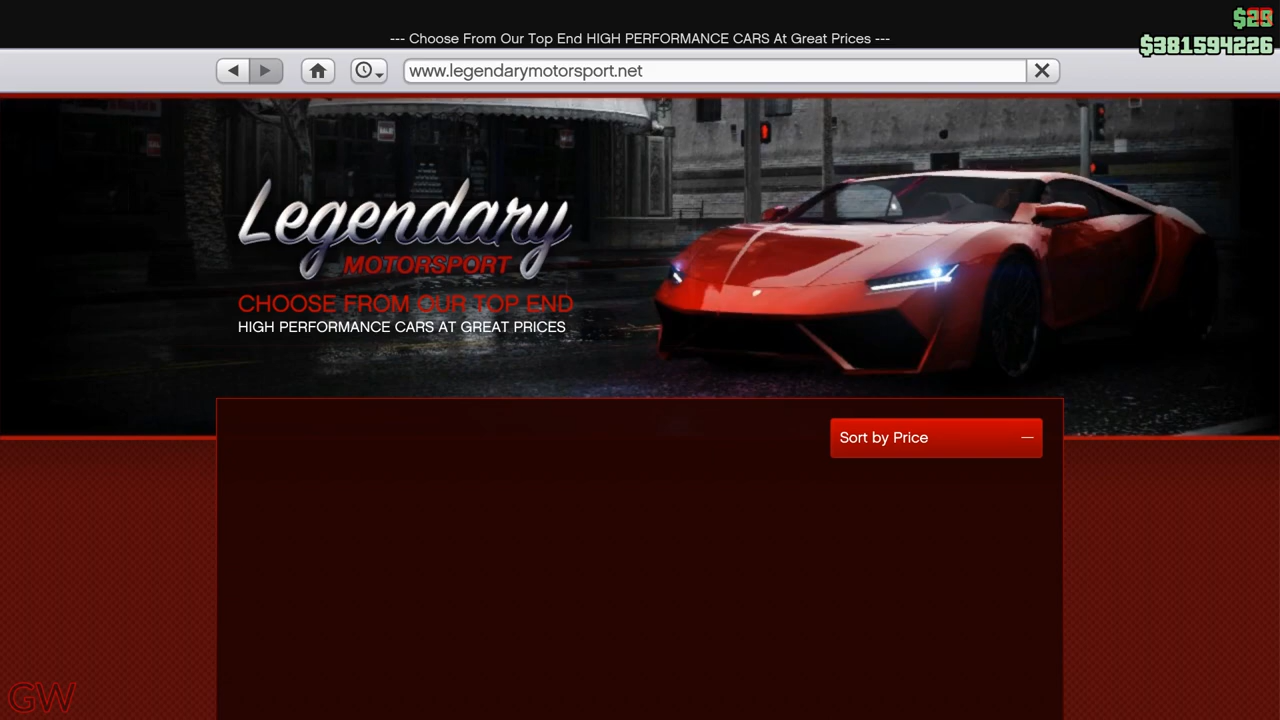 $29
--- Choose From Our Top End HIGH PERFORMANCE CARS At Great Prices ---
$381594226
www.legendarymotorsport.net
Legendary
MOTORSPORT
CHOOSE FROM OUR TOP END
HIGH PERFORMANCE CARS AT GREAT PRICES
Sort by Price
GW